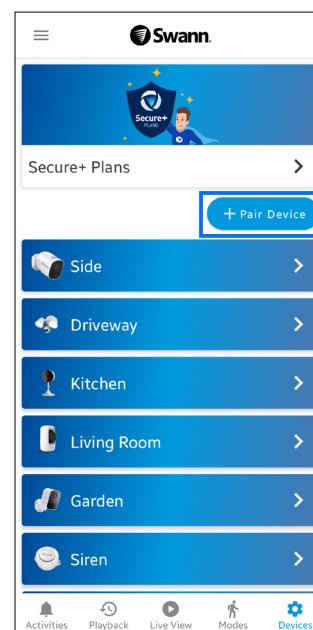 Swann.
Secure+
PLANS
Secure+ Plans
+ Pair Device
Side
Driveway
Kitchen
Living Room
Garden
Siren
Activities Playback Live View Modes Devices